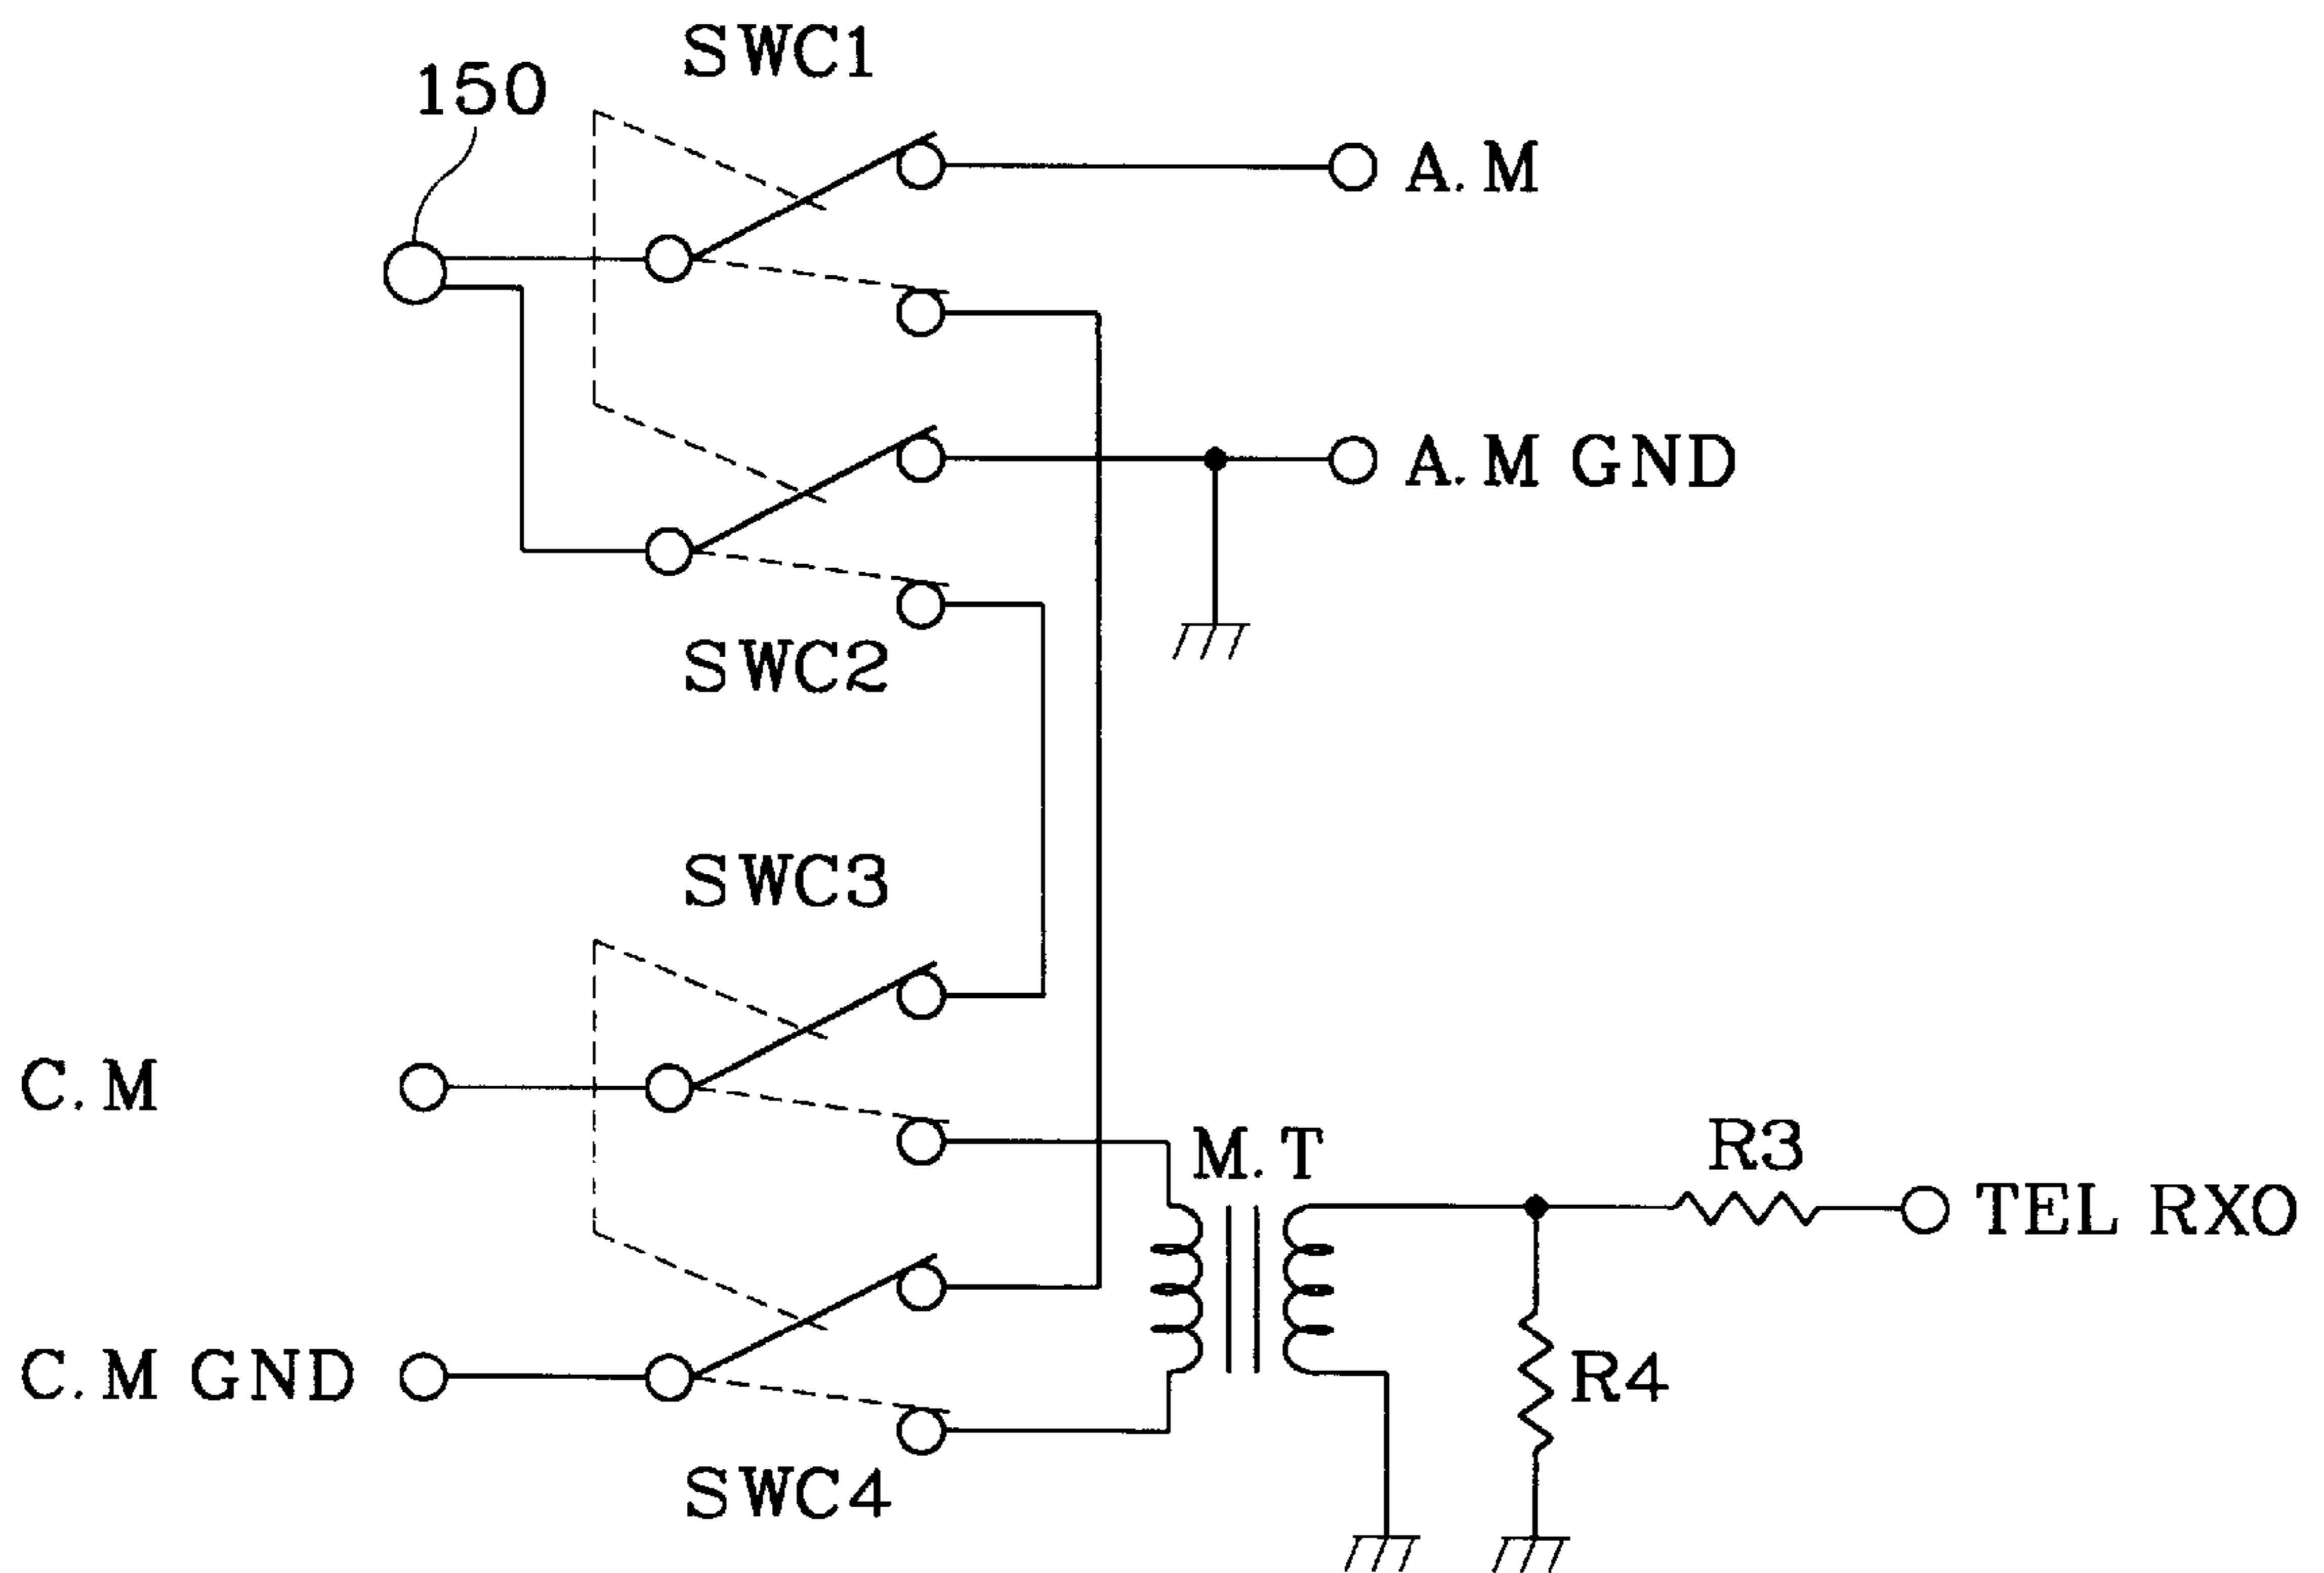 SWC1
150
A.M
A.M GND
SWC2
SWC3
C.M
M.T
R3
TEL RXO
C.M GND
R4
SWC4